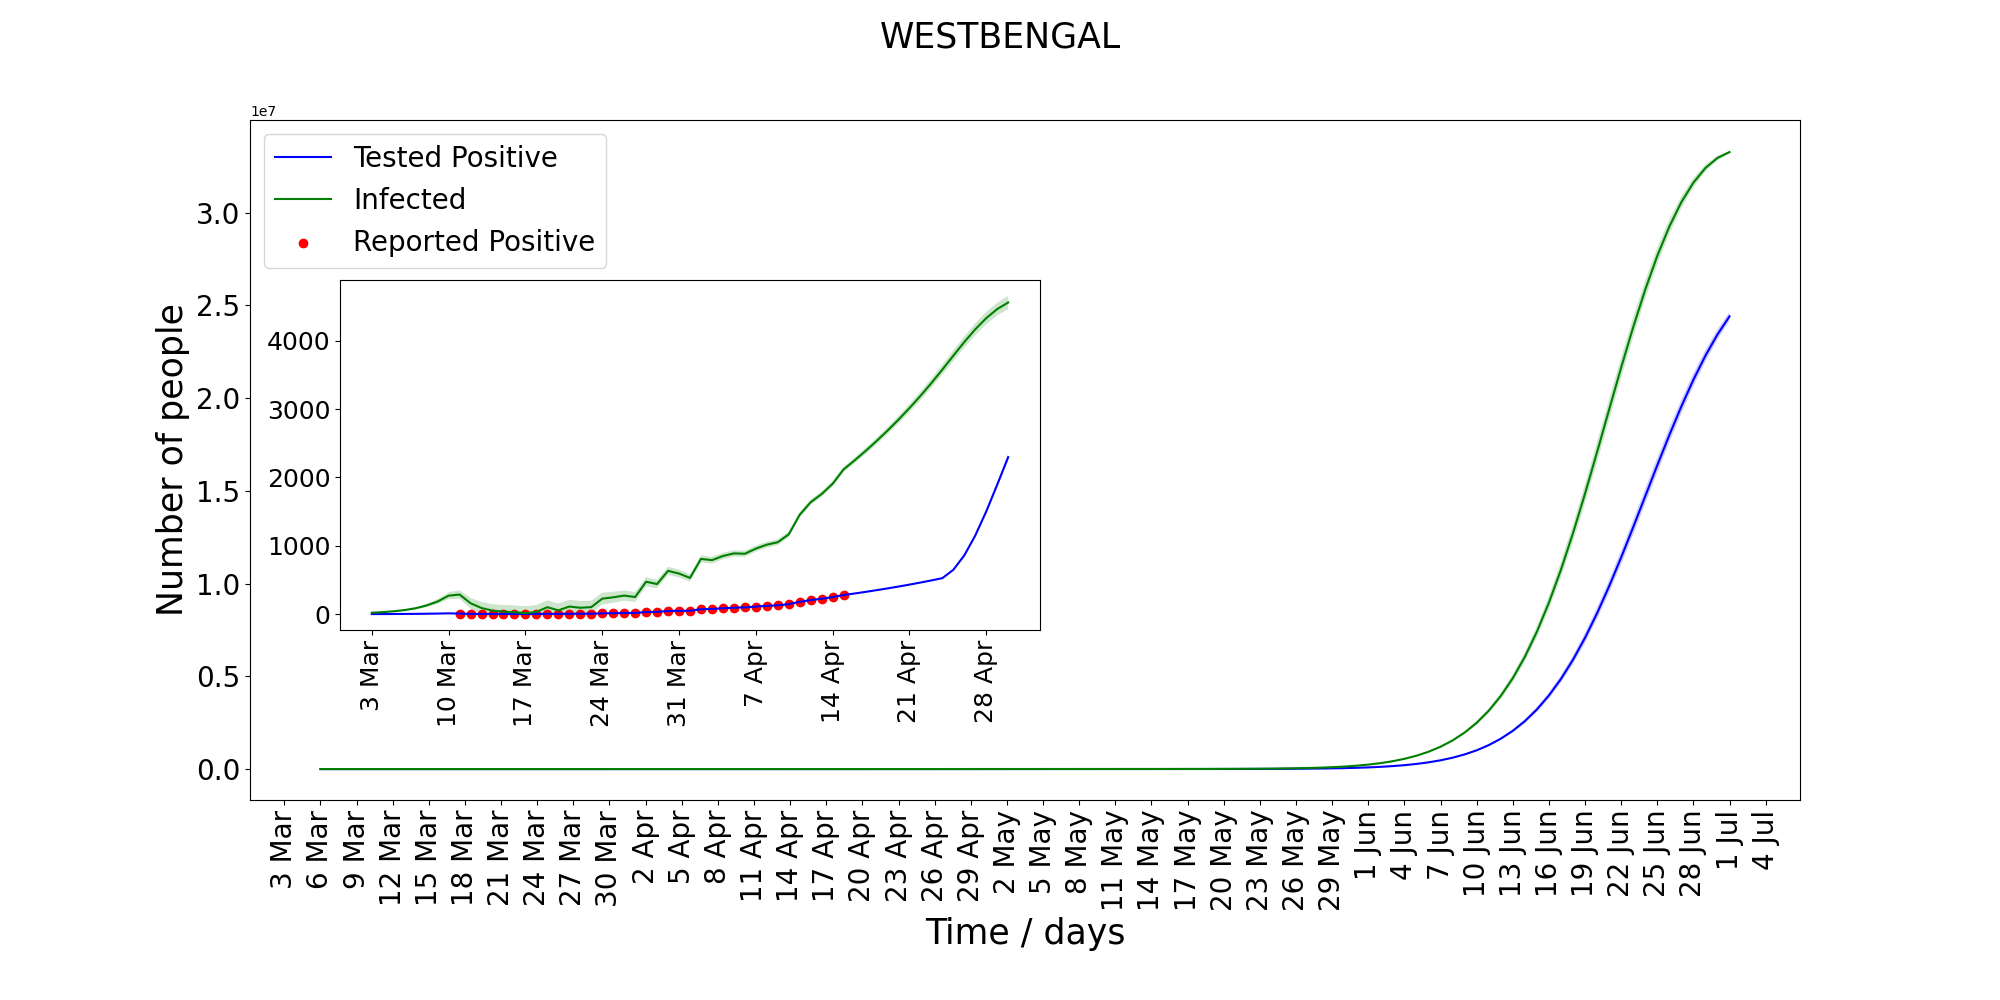 WESTBENGAL
1e7
Tested Positive
Infected
Reported Positive
3.0
2.5
2.0
1.5
1.0
0.5
0.0
Number of people
4000
3000
2000
1000
0
3 Mar
10 Mar
17 Mar
24 Mar
31 Mar
7 Apr
14 Apr
21 Apr
28 Apr
3 Mar
6 Mar
9 Mar
12 Mar
15 Mar
18 Mar
21 Mar
24 Mar
27 Mar
30 Mar
2 Apr
5 Apr
8 Apr
11 Apr
14 Apr
17 Apr
20 Apr
23 Apr
26 Apr
29 Apr
2 May
5 May
8 May
11 May
14 May
17 May
20 May
23 May
26 May
29 May
1 Jun
4 Jun
7 Jun
10 Jun
13 Jun
16 Jun
19 Jun
22 Jun
25 Jun
28 Jun
1 Jul
4 Jul
Time / days